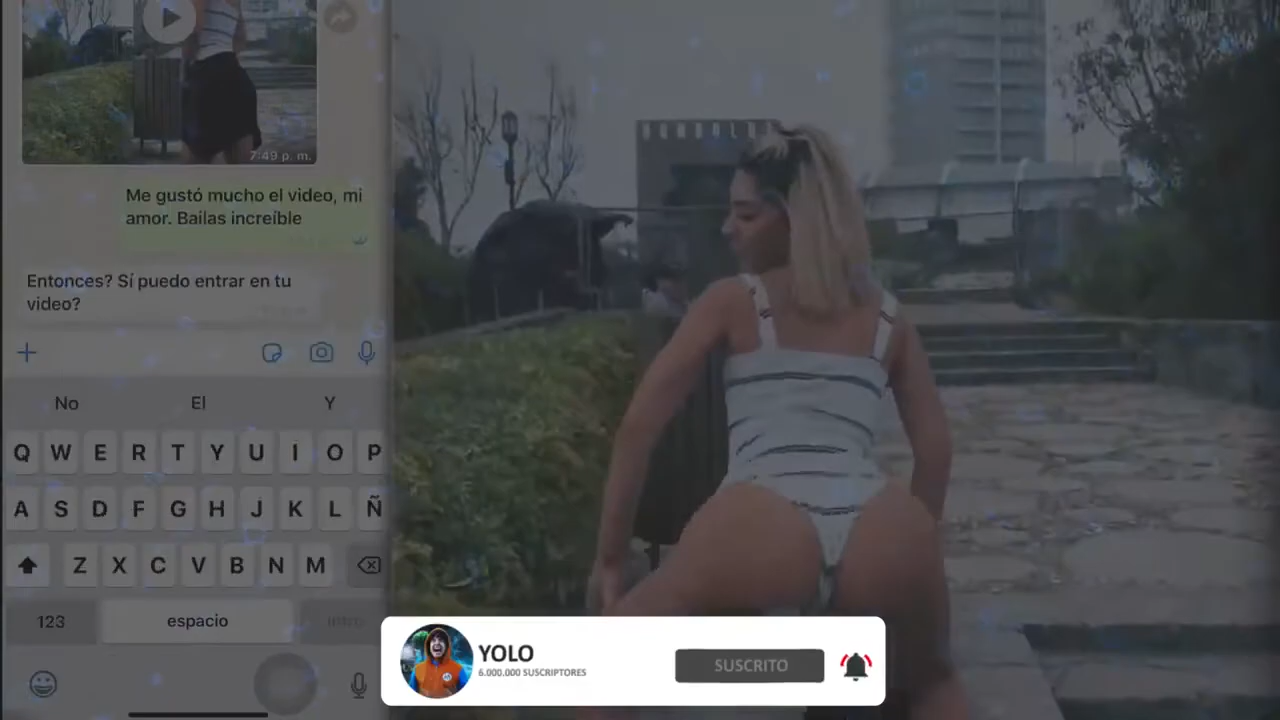 7:49 p. m.
Me gustó mucho el video, mi
amor. Bailas increíble
Entonces? Sí puedo entrar en tu
video?
No El Y
Q W E R T Y U I O P
A S D F G H J K L Ñ
Z X C V B N M
123 espacio intro
YOLO
6.000.000 SUSCRIPTORES
SUSCRITO